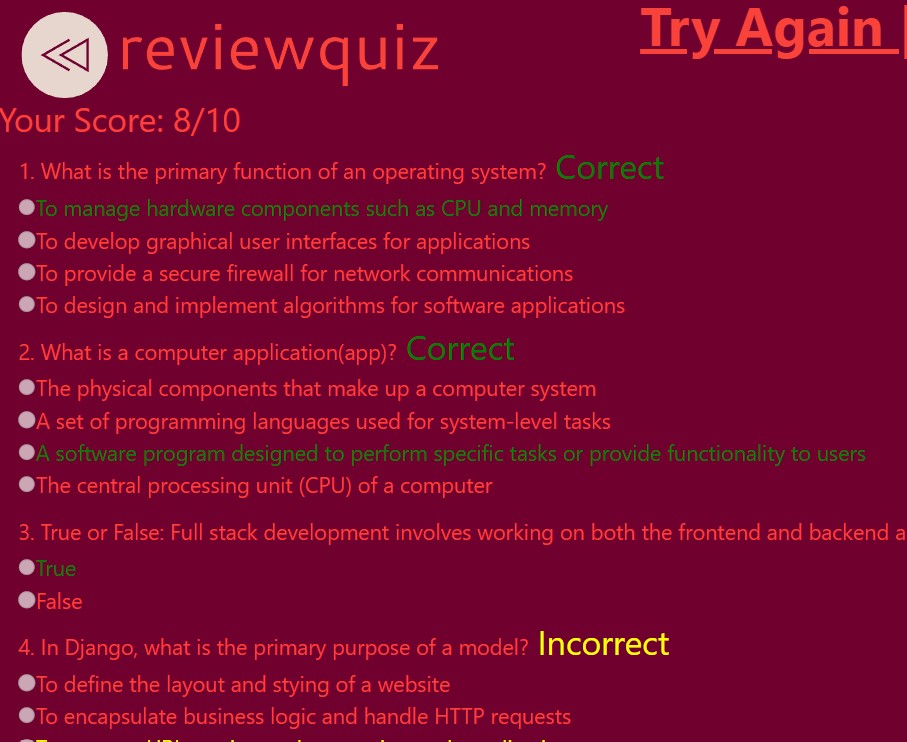 reviewquiz
Try Again |
Your Score: 8/10
1. What is the primary function of an operating system? Correct
To manage hardware components such as CPU and memory
To develop graphical user interfaces for applications
To provide a secure firewall for network communications
To design and implement algorithms for software applications
2. What is a computer application(app)? Correct
The physical components that make up a computer system
A set of programming languages used for system-level tasks
A software program designed to perform specific tasks or provide functionality to users
The central processing unit (CPU) of a computer
3. True or False: Full stack development involves working on both the frontend and backend a
True
False
4. In Django, what is the primary purpose of a model? Incorrect
To define the layout and stying of a website
To encapsulate business logic and handle HTTP requests